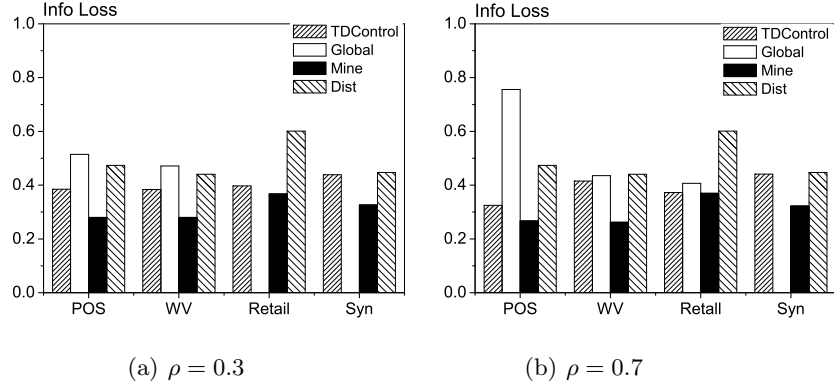 Info Loss
1.0
0.8
0.6
0.4
0.2
0.0
TDControl
Global
Mine
Dist
POS WV Retail Syn
(a) ρ = 0.3
Info Loss
1.0
0.8
0.6
0.4
0.2
0.0
TDControl
Global
Mine
Dist
POS WV Retall Syn
(b) ρ = 0.7